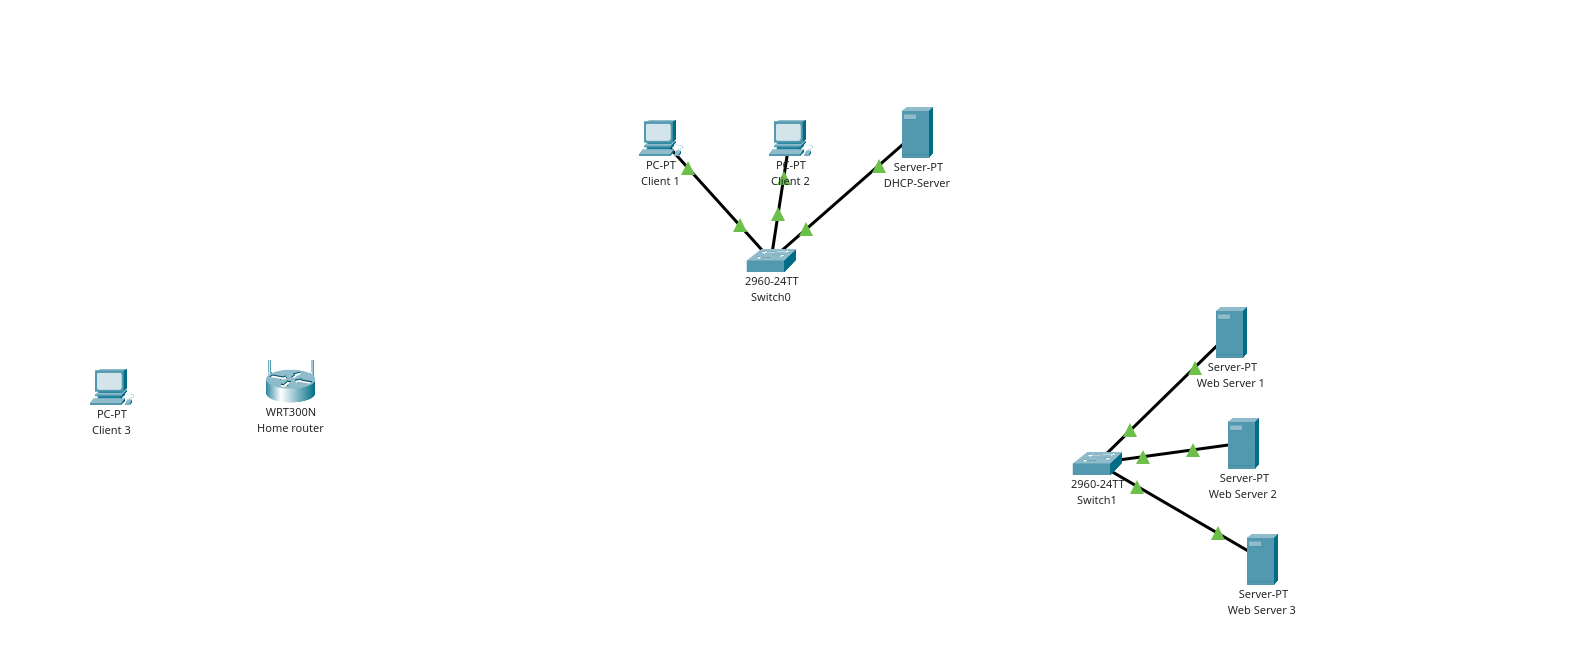 PC-PT
Client 1
PC-PT
Client 2
Server-PT
DHCP-Server
2960-24TT
Switch0
PC-PT
Client 3
WRT300N
Home router
Server-PT
Web Server 1
2960-24TT
Switch1
Server-PT
Web Server 2
Server-PT
Web Server 3